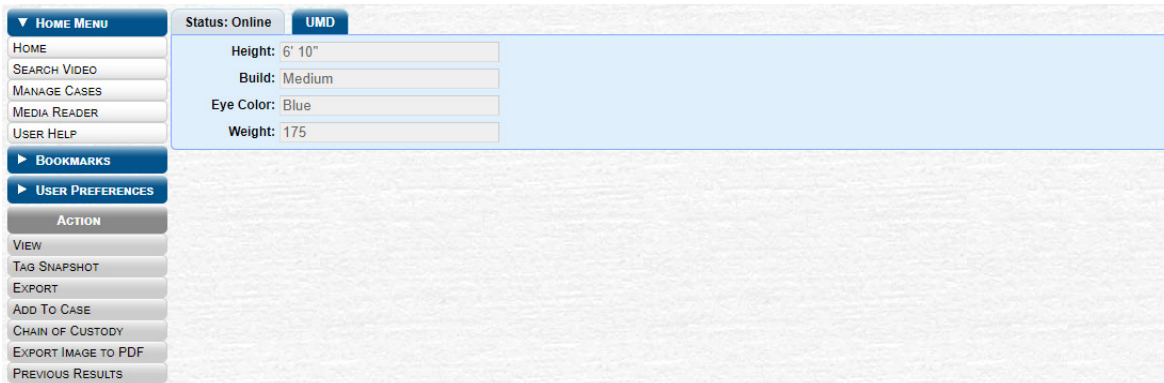 Home Menu
Home
Search Video
Manage Cases
Media Reader
User Help
Bookmarks
User Preferences
Action
View
Tag Snapshot
Export
Add To Case
Chain of Custody
Export Image to PDF
Previous Results
Status: Online UMD
Height: 6' 10"
Build: Medium
Eye Color: Blue
Weight: 175